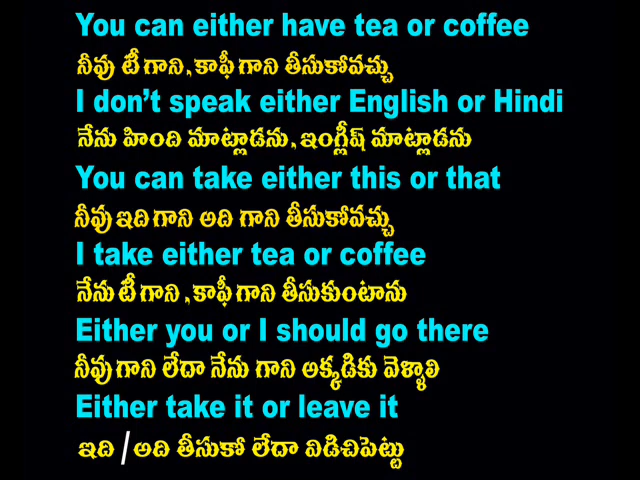 You can either have tea or coffee
నీవు టీ గాని,కాఫీ గాని తీసుకోవచ్చు
I don’t speak either English or Hindi
నేను హింది మాట్లాడను,ఇంగ్లీష్ మాట్లాడను
You can take either this or that
నీవు ఇది గాని అది గాని తీసుకోవచ్చు
I take either tea or coffee
నేను టీ గాని,కాఫీ గాని తీసుకుంటాను
Either you or I should go there
నీవు గాని లేదా నేను గాని అక్కడికు వెళ్ళాలి
Either take it or leave it
ఇది / అది తీసుకో లేదా విడిచిపెట్టు